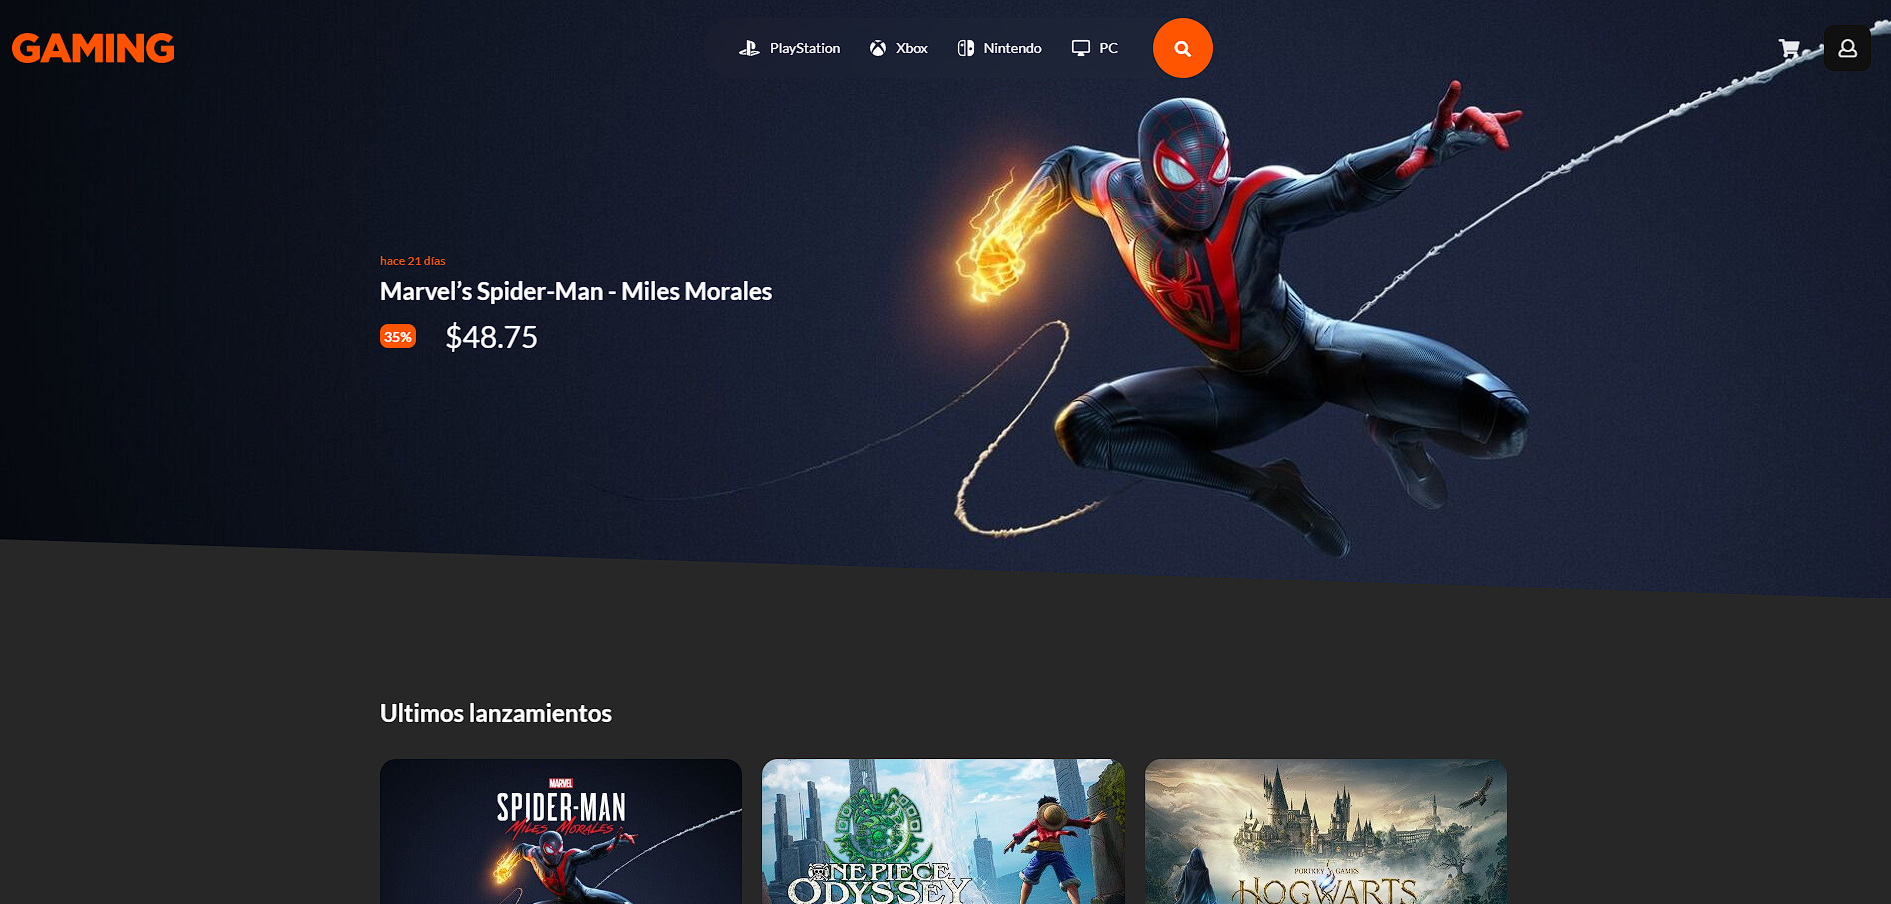 GAMING
PlayStation
Xbox
Nintendo
PC
hace 21 días
Marvel’s Spider-Man - Miles Morales
35%
$48.75
Ultimos lanzamientos
MARVEL
SPIDER-MAN
MILES MORALES
ONE PIECE
ODYSSEY
PORTKEY GAMES
HOGWARTS